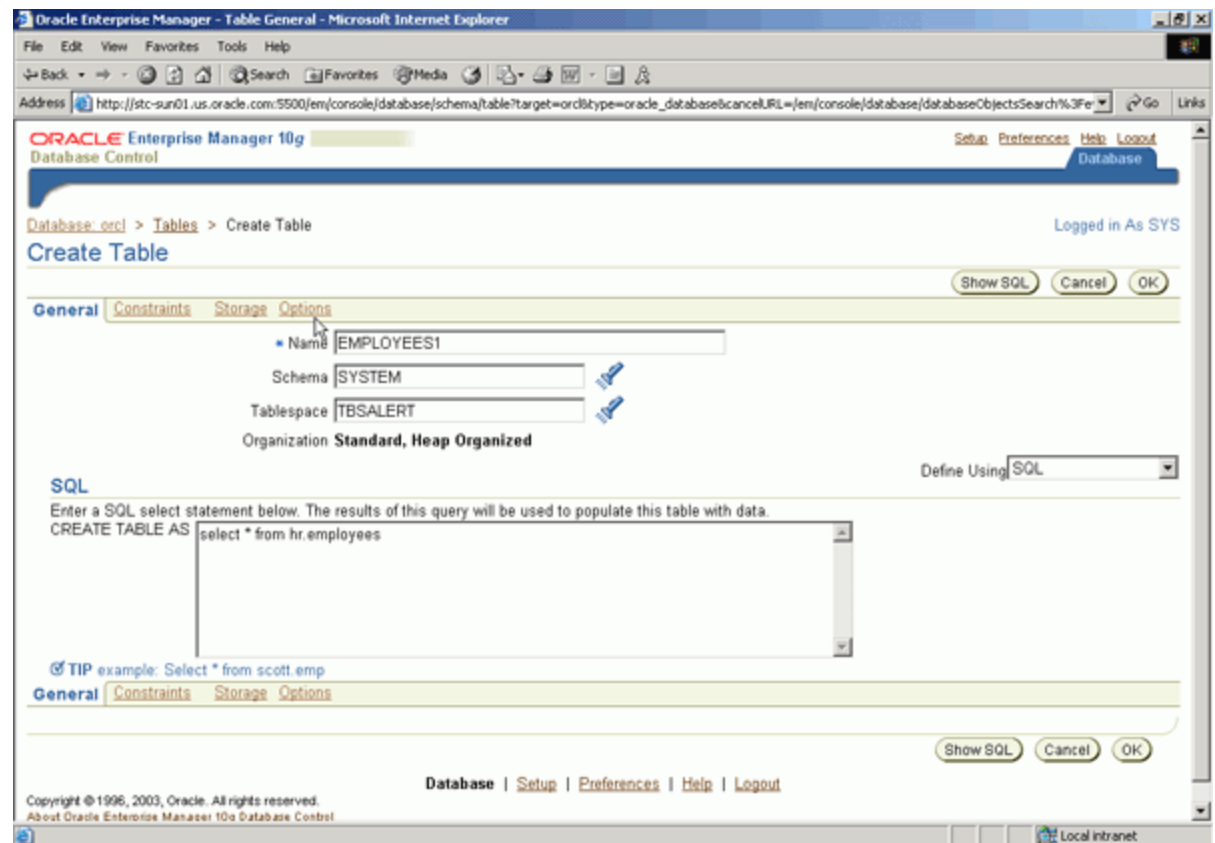 Oracle Enterprise Manager - Table General - Microsoft Internet Explorer
File Edit View Favorites Tools Help
Back Search Favorites Media
Address http://stc-sun01.us.oracle.com:5500/em/console/database/schema/table?target=orcl&type=oracle_database&cancelURL=/em/console/database/databaseObjectsSearch%3Fe Go Links
ORACLE Enterprise Manager 10g Setup Preferences Help Logout
Database Control Database
Database: orcl > Tables > Create Table Logged in As SYS
Create Table
Show SQL Cancel OK
General Constraints Storage Options
Name EMPLOYEES1
Schema SYSTEM
Tablespace TBSALERT
Organization Standard, Heap Organized
Define Using SQL
SQL
Enter a SQL select statement below. The results of this query will be used to populate this table with data.
CREATE TABLE AS select * from hr.employees
TIP example: Select * from scott.emp
General Constraints Storage Options
Show SQL Cancel OK
Database | Setup | Preferences | Help | Logout
Copyright © 1996, 2003, Oracle. All rights reserved.
About Oracle Enterprise Manager 10g Database Control
Local intranet